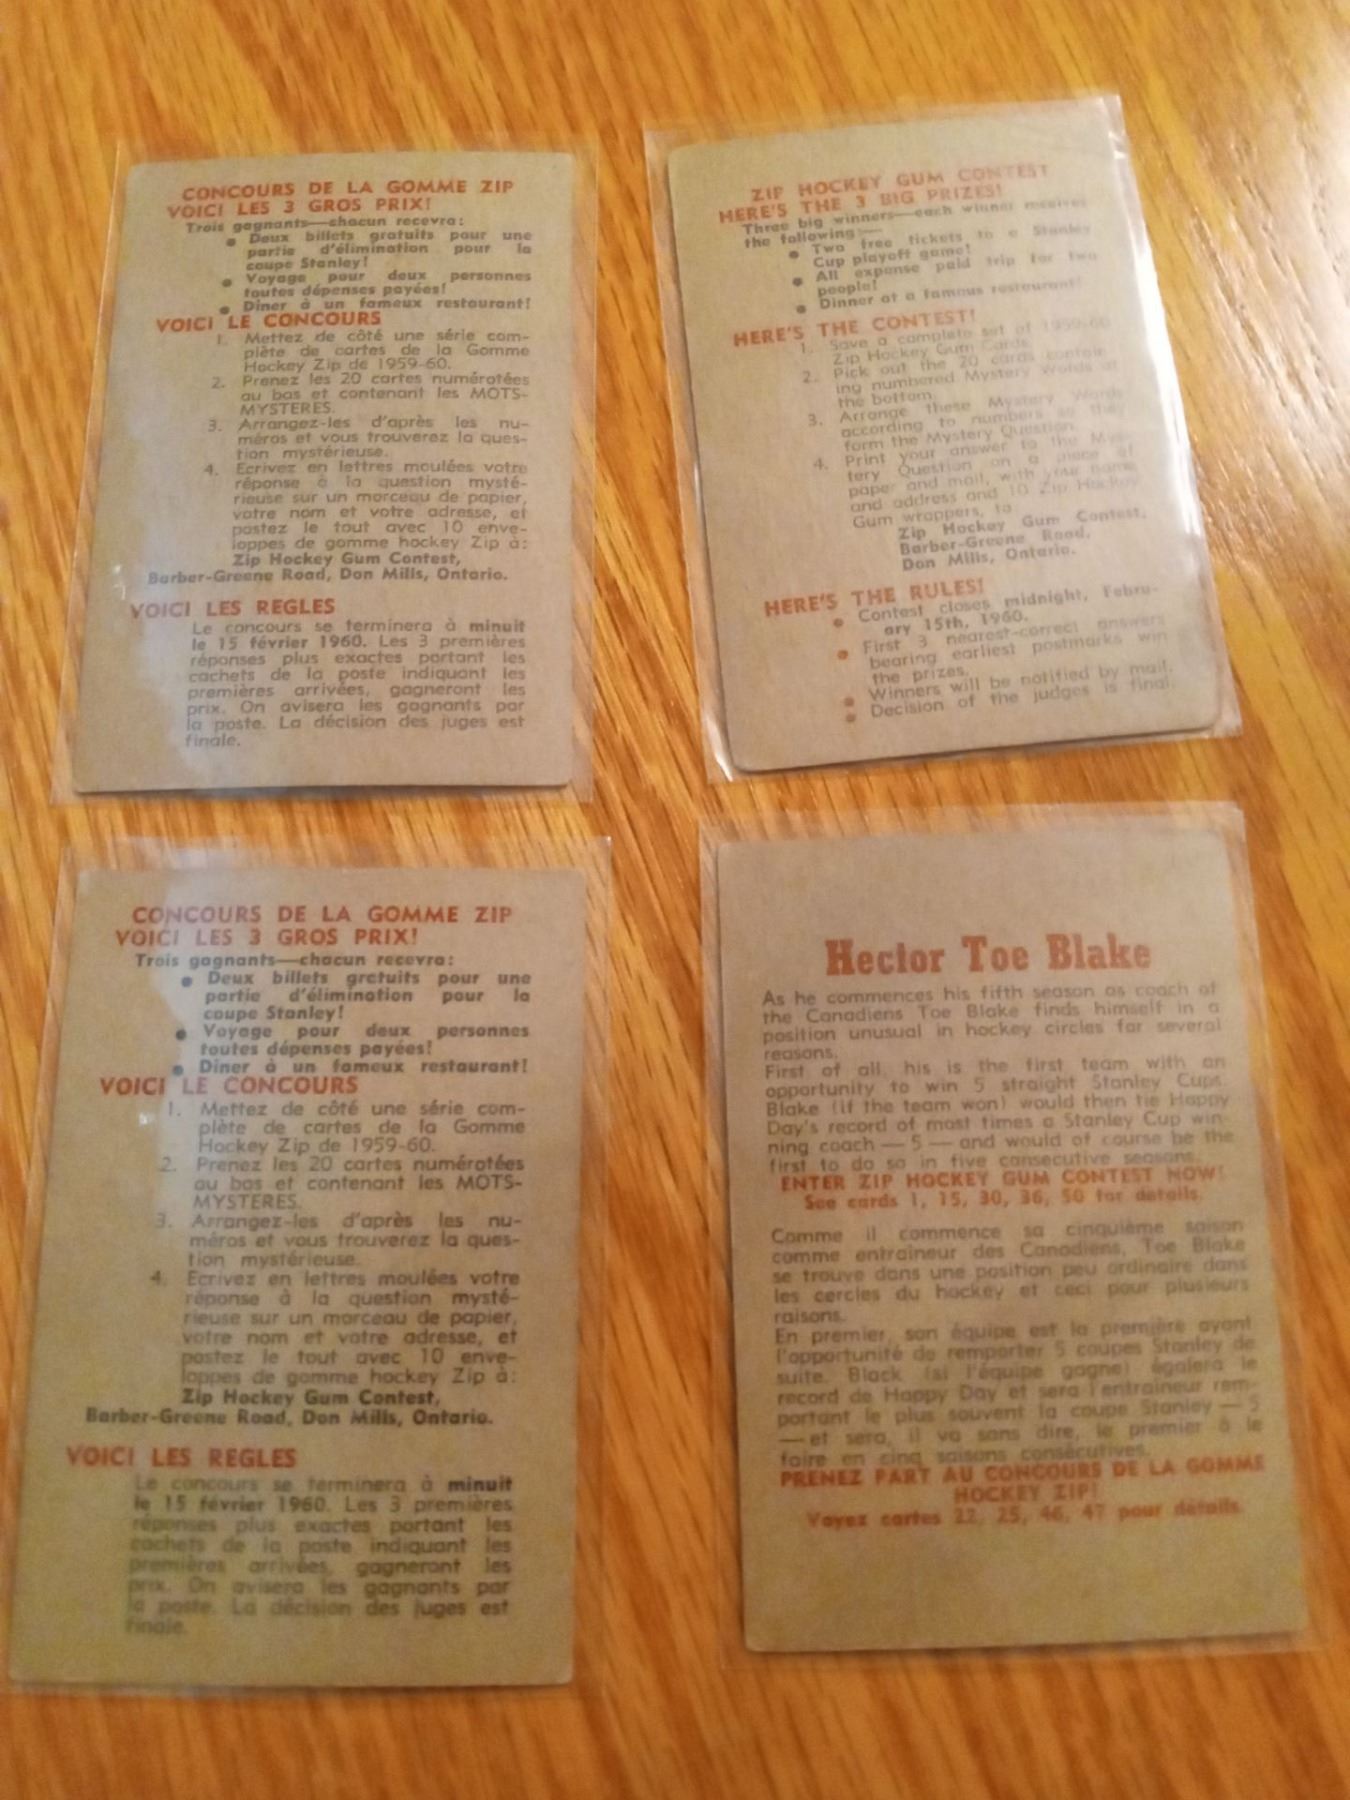 CONCOURS DE LA GOMME ZIP
VOICI LES 3 GROS PRIX!
Trois gagnants—chacun recevra:
• Deux billets gratuits pour une
partie d'élimination pour la
coupe Stanley!
• Voyage pour deux personnes
toutes dépenses payées!
• Diner à un fameux restaurant!
VOICI LE CONCOURS
1. Mettez de côté une série com-
plète de cartes de la Gomme
Hockey Zip de 1959-60.
2. Prenez les 20 cartes numérotées
au bas et contenant les MOTS-
MYSTERES.
3. Arrangez-les d'après les nu-
méros et vous trouverez la ques-
tion mystérieuse.
4. Ecrivez en lettres moulées votre
réponse à la question mysté-
rieuse sur un morceau de papier,
votre nom et votre adresse, et
postez le tout avec 10 enve-
loppes de gomme hockey Zip à:
Zip Hockey Gum Contest,
Barber-Greene Road, Don Mills, Ontario.
VOICI LES REGLES
Le concours se terminera à minuit
le 15 février 1960. Les 3 premières
réponses plus exactes portant les
cachets de la poste indiquant les
premières arrivées, gagneront les
prix. On avisera les gagnants par
la poste. La décision des juges est
finale.
ZIP HOCKEY GUM CONTEST
HERE'S THE 3 BIG PRIZES!
Three big winners—each winner receives
the following:—
• Two free tickets to a Stanley
Cup playoff game!
• All expense paid trip for two
people!
• Dinner at a famous restaurant!
HERE'S THE CONTEST!
1. Save a complete set of 1959-60
Zip Hockey Gum Cards.
2. Pick out the 20 cards contain-
ing numbered Mystery Words at
the bottom.
3. Arrange these Mystery Words
according to numbers so they
form the Mystery Question.
4. Print your answer to the Mys-
tery Question on a piece of
paper and mail, with your name
and address and 10 Zip Hockey
Gum wrappers, to
Zip Hockey Gum Contest,
Barber-Greene Road,
Don Mills, Ontario.
HERE'S THE RULES!
• Contest closes midnight, Febru-
ary 15th, 1960.
• First 3 nearest-correct answers
bearing earliest postmarks win
the prizes.
• Winners will be notified by mail.
• Decision of the judges is final.
CONCOURS DE LA GOMME ZIP
VOICI LES 3 GROS PRIX!
Trois gagnants—chacun recevra:
• Deux billets gratuits pour une
partie d'élimination pour la
coupe Stanley!
• Voyage pour deux personnes
toutes dépenses payées!
• Diner à un fameux restaurant!
VOICI LE CONCOURS
1. Mettez de côté une série com-
plète de cartes de la Gomme
Hockey Zip de 1959-60.
2. Prenez les 20 cartes numérotées
au bas et contenant les MOTS-
MYSTERES.
3. Arrangez-les d'après les nu-
méros et vous trouverez la ques-
tion mystérieuse.
4. Ecrivez en lettres moulées votre
réponse à la question mysté-
rieuse sur un morceau de papier,
votre nom et votre adresse, et
postez le tout avec 10 enve-
loppes de gomme hockey Zip à:
Zip Hockey Gum Contest,
Barber-Greene Road, Don Mills, Ontario.
VOICI LES REGLES
Le concours se terminera à minuit
le 15 février 1960. Les 3 premières
réponses plus exactes portant les
cachets de la poste indiquant les
premières arrivées, gagneront les
prix. On avisera les gagnants par
la poste. La décision des juges est
finale.
Hector Toe Blake
As he commences his fifth season as coach of
the Canadiens Toe Blake finds himself in a
position unusual in hockey circles for several
reasons.
First of all, his is the first team with an
opportunity to win 5 straight Stanley Cups.
Blake (if the team won) would then tie Happy
Day's record of most times a Stanley Cup win-
ning coach — 5 — and would of course be the
first to do so in five consecutive seasons.
ENTER ZIP HOCKEY GUM CONTEST NOW!
See cards 1, 15, 30, 36, 50 for details.
Comme il commence sa cinquième saison
comme entraineur des Canadiens, Toe Blake
se trouve dans une position peu ordinaire dans
les cercles du hockey et ceci pour plusieurs
raisons.
En premier, son équipe est la première ayant
l'opportunité de remporter 5 coupes Stanley de
suite. Black (si l'équipe gagne) égalera le
record de Happy Day et sera l'entraineur rem-
portant le plus souvent la coupe Stanley — 5
— et sera, il va sans dire, le premier à le
faire en cinq saisons consécutives.
PRENEZ PART AU CONCOURS DE LA GOMME
HOCKEY ZIP!
Voyez cartes 22, 25, 46, 47 pour détails.